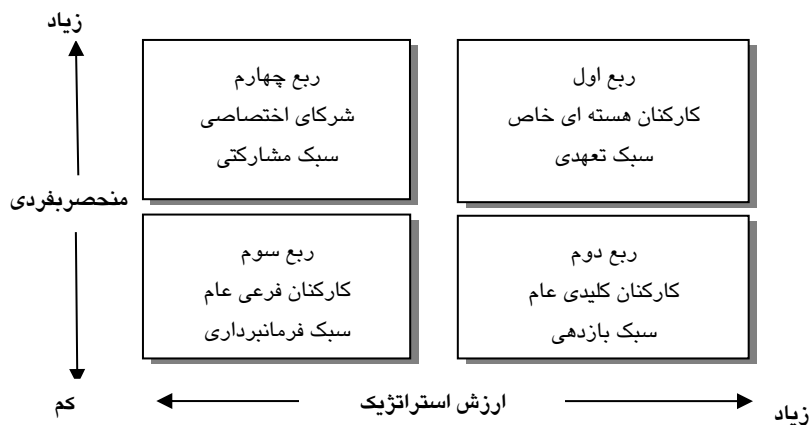 زیاد
ربع اول
کارکنان هسته ای خاص
سبک تعهدی
ربع چهارم
شرکای اختصاصی
سبک مشارکتی
منحصربفردی
ربع دوم
کارکنان کلیدی عام
سبک بازدهی
ربع سوم
کارکنان فرعی عام
سبک فرمانبرداری
کم
ارزش استراتژیک
زیاد